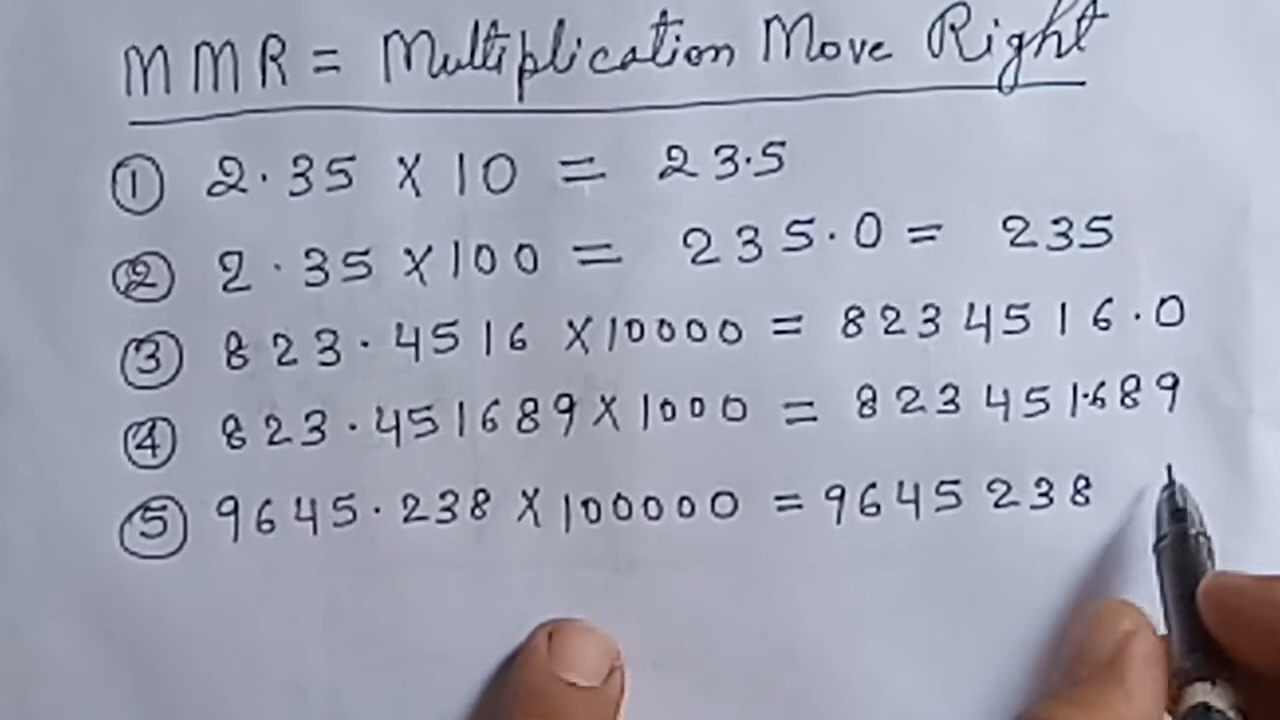 MMR = Multiplication Move Right
① 2.35 X 10 = 23.5
② 2.35 X 100 = 235.0 = 235
③ 823.4516 X 10000 = 8234516.0
④ 823.451689 X 1000 = 823451.689
⑤ 9645.238 X 100000 = 9645238